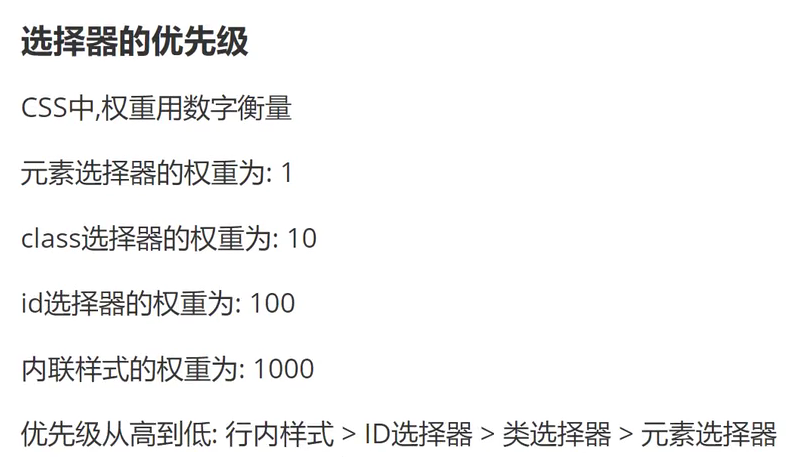 选择器的优先级
CSS中,权重用数字衡量
元素选择器的权重为: 1
class选择器的权重为: 10
id选择器的权重为: 100
内联样式的权重为: 1000
优先级从高到低: 行内样式 > ID选择器 > 类选择器 > 元素选择器